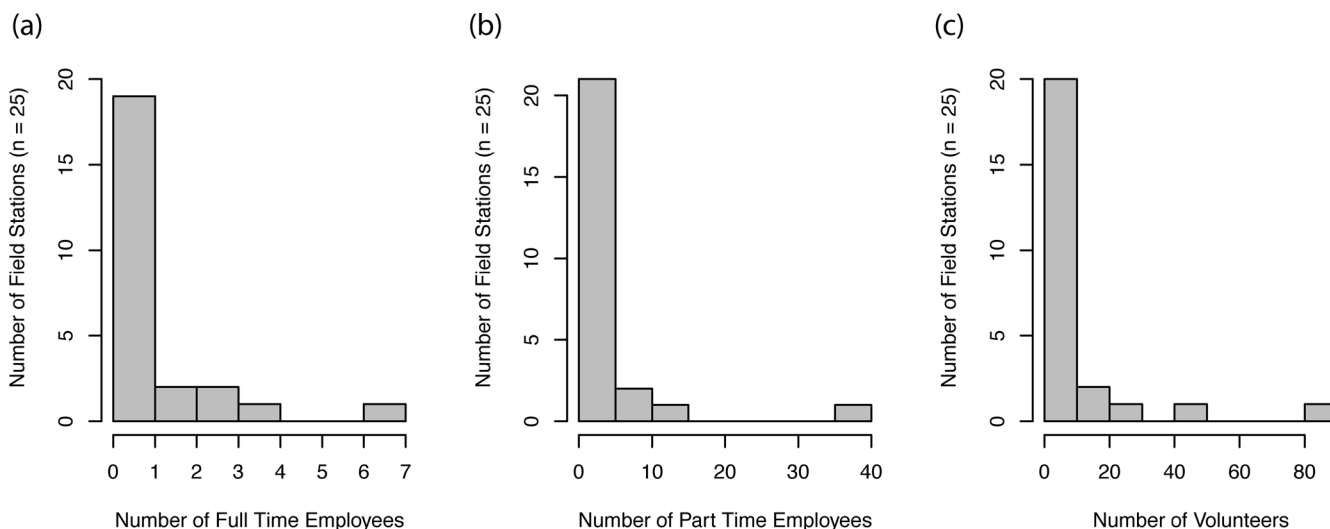 (a)
Number of Field Stations (n = 25)
20
15
10
5
0
0 1 2 3 4 5 6 7
Number of Full Time Employees
(b)
Number of Field Stations (n = 25)
20
15
10
5
0
0 10 20 30 40
Number of Part Time Employees
(c)
Number of Field Stations (n = 25)
20
15
10
5
0
0 20 40 60 80
Number of Volunteers